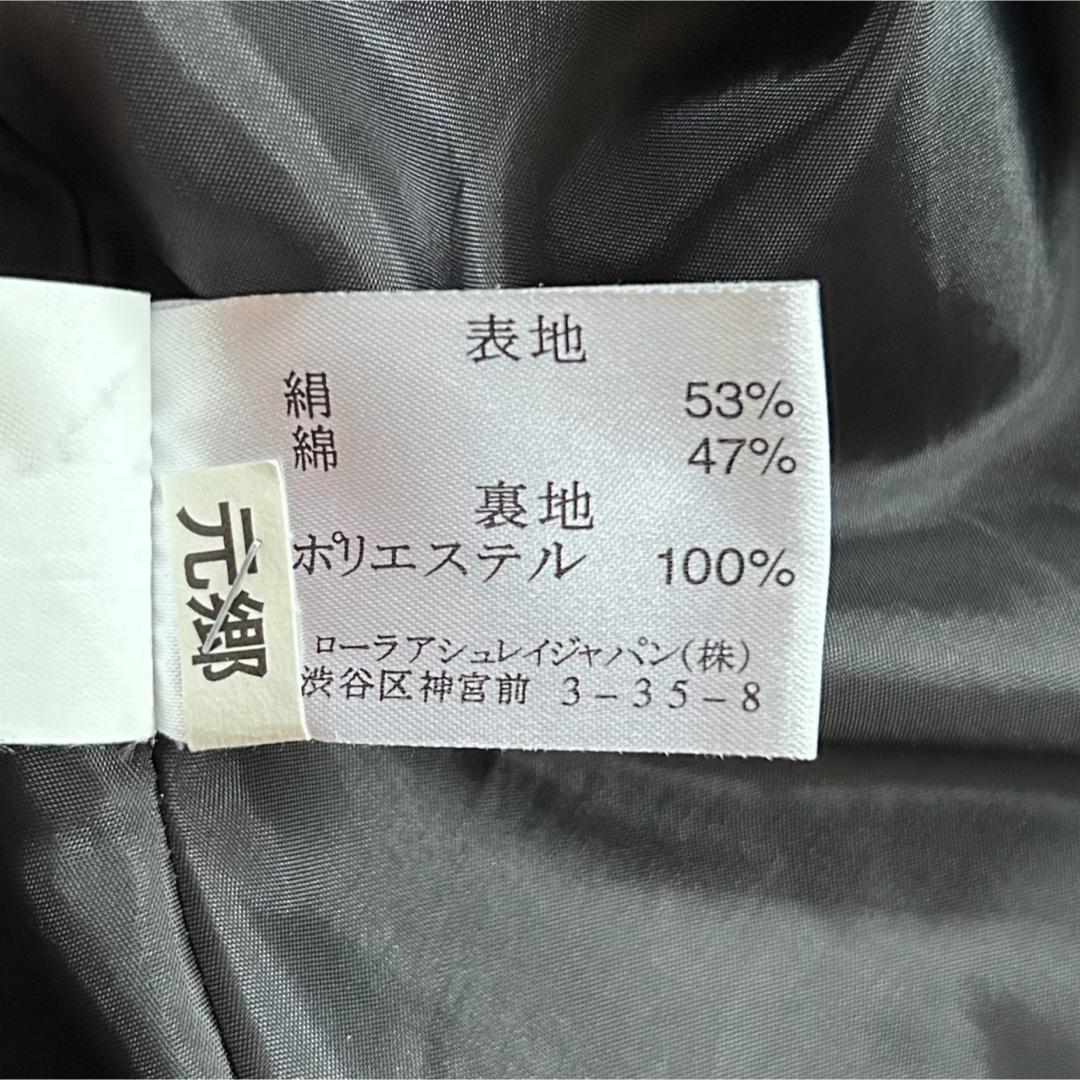 表地
絹 53%
綿 47%
裏地
ポリエステル 100%
ローラアシュレイジャパン(株)
渋谷区神宮前 3-35-8
元郷